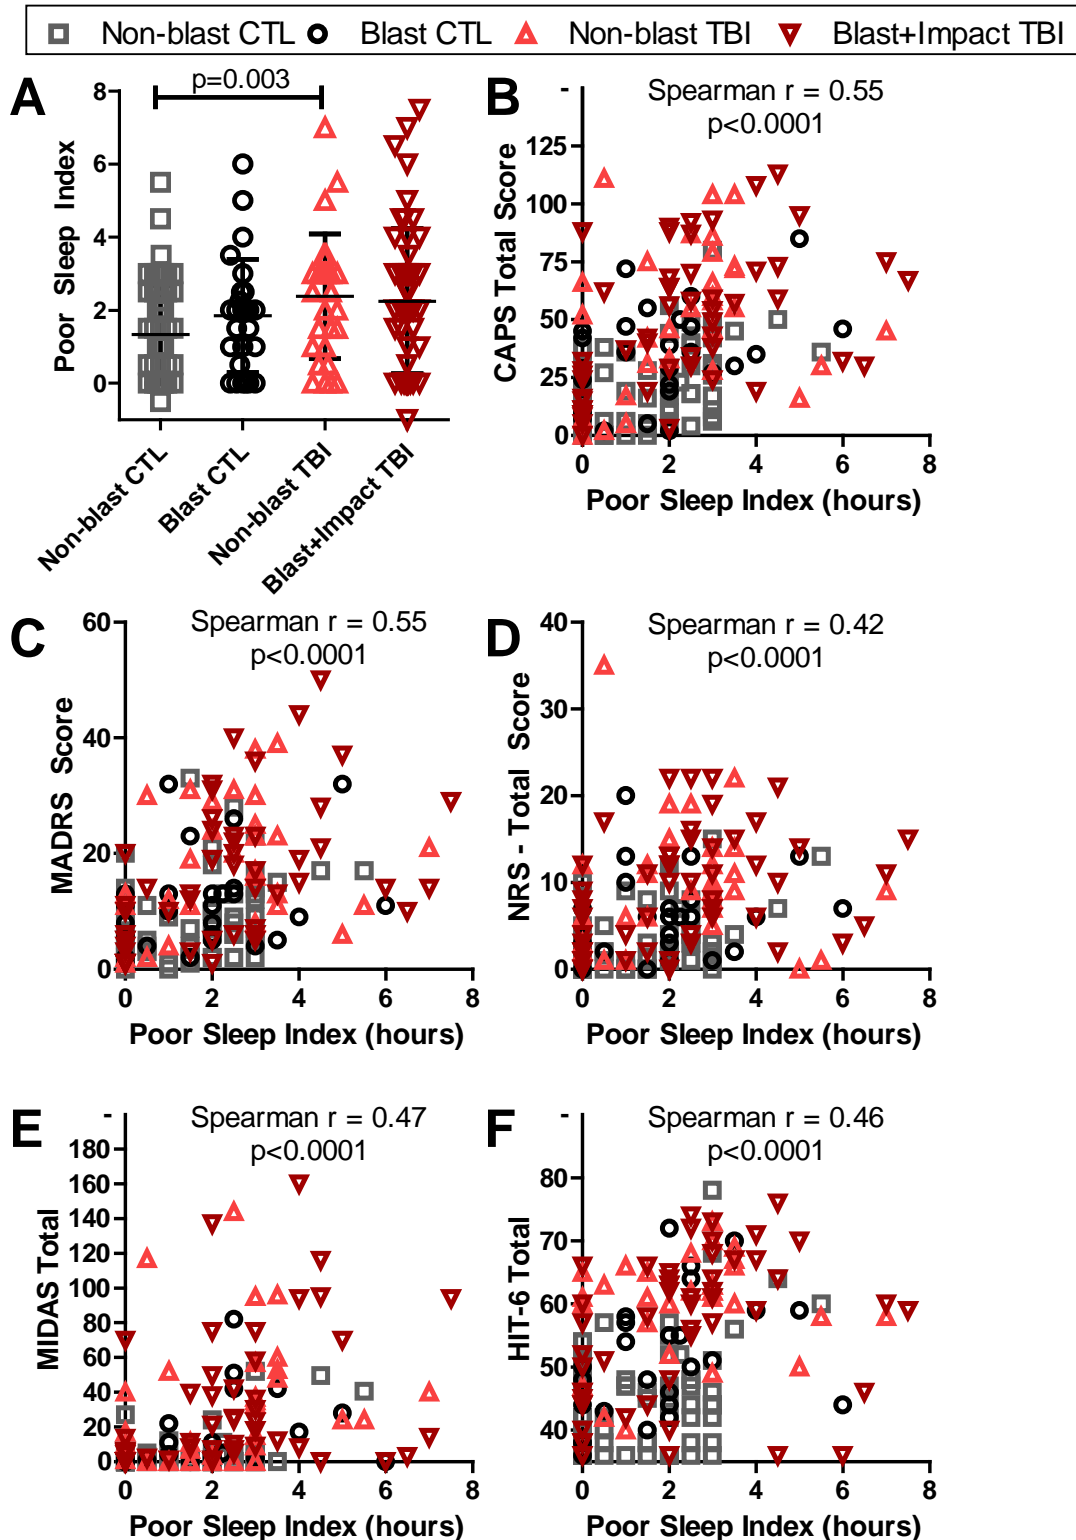 Non-blast CTL Blast CTL Non-blast TBI Blast+Impact TBI
A
p=0.003
8
6
4
2
0
Poor Sleep Index
Non-blast CTL
Blast CTL
Non-blast TBI
Blast+Impact TBI
B
Spearman r = 0.55
p<0.0001
-
125
100
75
50
25
0
CAPS Total Score
0 2 4 6 8
Poor Sleep Index (hours)
C
Spearman r = 0.55
p<0.0001
60
40
20
0
MADRS Score
0 2 4 6 8
Poor Sleep Index (hours)
D
Spearman r = 0.42
p<0.0001
40
30
20
10
0
NRS - Total Score
0 2 4 6 8
Poor Sleep Index (hours)
E
Spearman r = 0.47
p<0.0001
-
180
160
140
120
100
80
60
40
20
0
MIDAS Total
0 2 4 6 8
Poor Sleep Index (hours)
F
Spearman r = 0.46
p<0.0001
-
80
70
60
50
40
HIT-6 Total
0 2 4 6 8
Poor Sleep Index (hours)